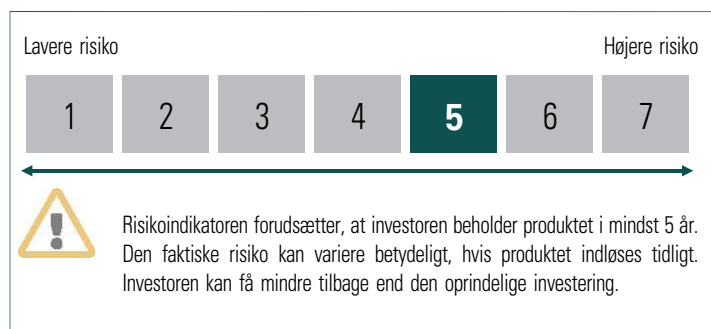 Lavere risiko Højere risiko
1 2 3 4 5 6 7
Risikoindikatoren forudsætter, at investoren beholder produktet i mindst 5 år.
Den faktiske risiko kan variere betydeligt, hvis produktet indløses tidligt.
Investoren kan få mindre tilbage end den oprindelige investering.